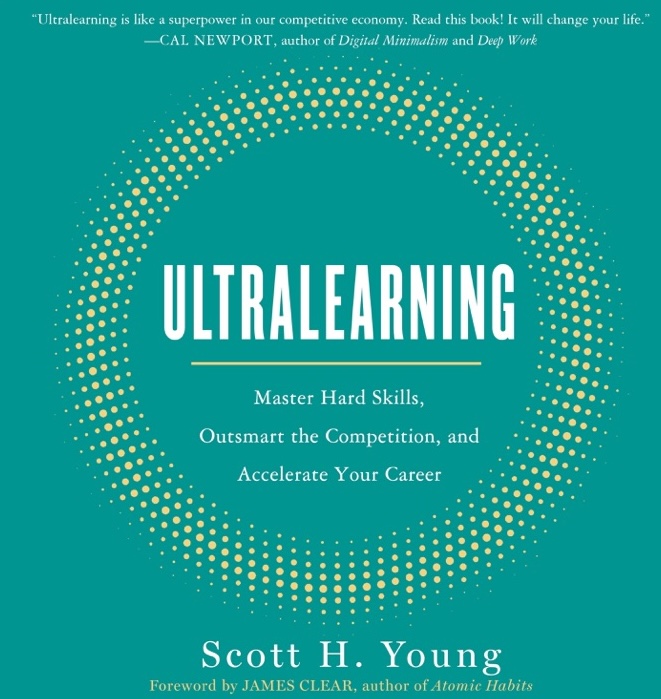 “Ultralearning is like a superpower in our competitive economy. Read this book! It will change your life.”
—CAL NEWPORT, author of Digital Minimalism and Deep Work
ULTRALEARNING
Master Hard Skills,
Outsmart the Competition, and
Accelerate Your Career
Scott H. Young
Foreword by JAMES CLEAR, author of Atomic Habits